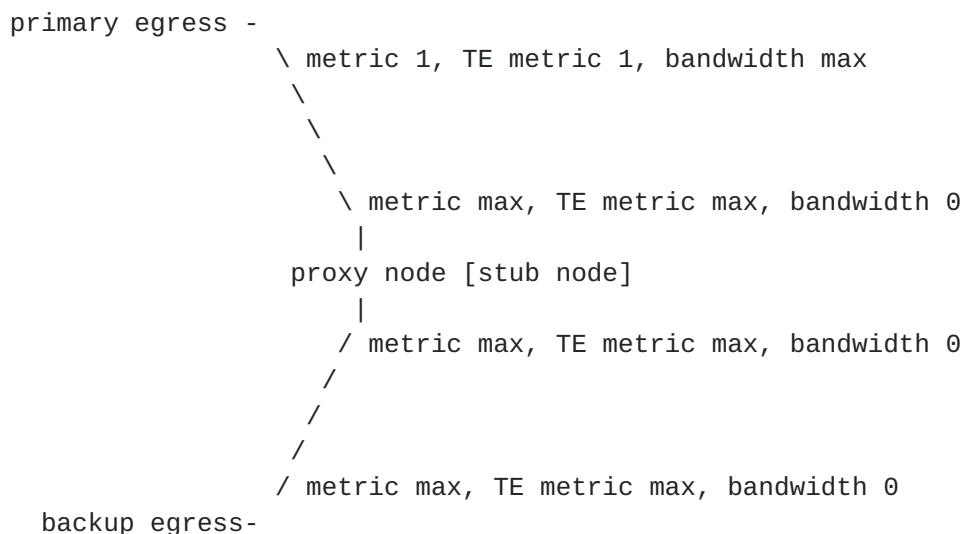 primary egress -
\ metric 1, TE metric 1, bandwidth max
\
\
\
\ metric max, TE metric max, bandwidth 0
|
proxy node [stub node]
|
/ metric max, TE metric max, bandwidth 0
/
/
/
/ metric max, TE metric max, bandwidth 0
backup egress-